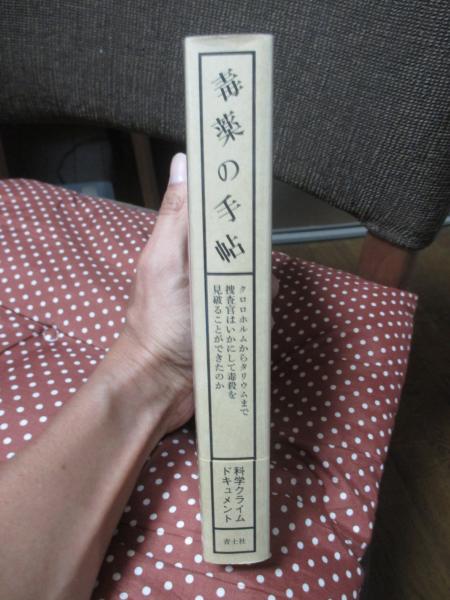 毒薬の手帖
クロロホルムからタリウムまで
捜査官はいかにして毒殺を
見破ることができたのか
科学クライム
ドキュメント
青土社